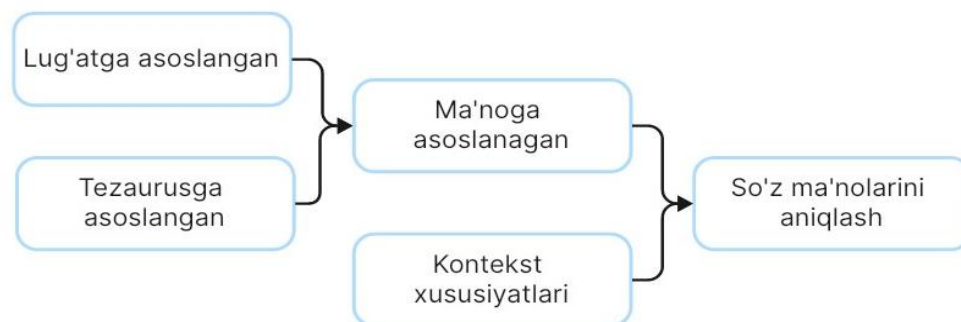 Lug'atga asoslangan
Tezaurusga
asoslangan
Ma'noga
asoslanagan
Kontekst
xususiyatlari
So'z ma'nolarini
aniqlash